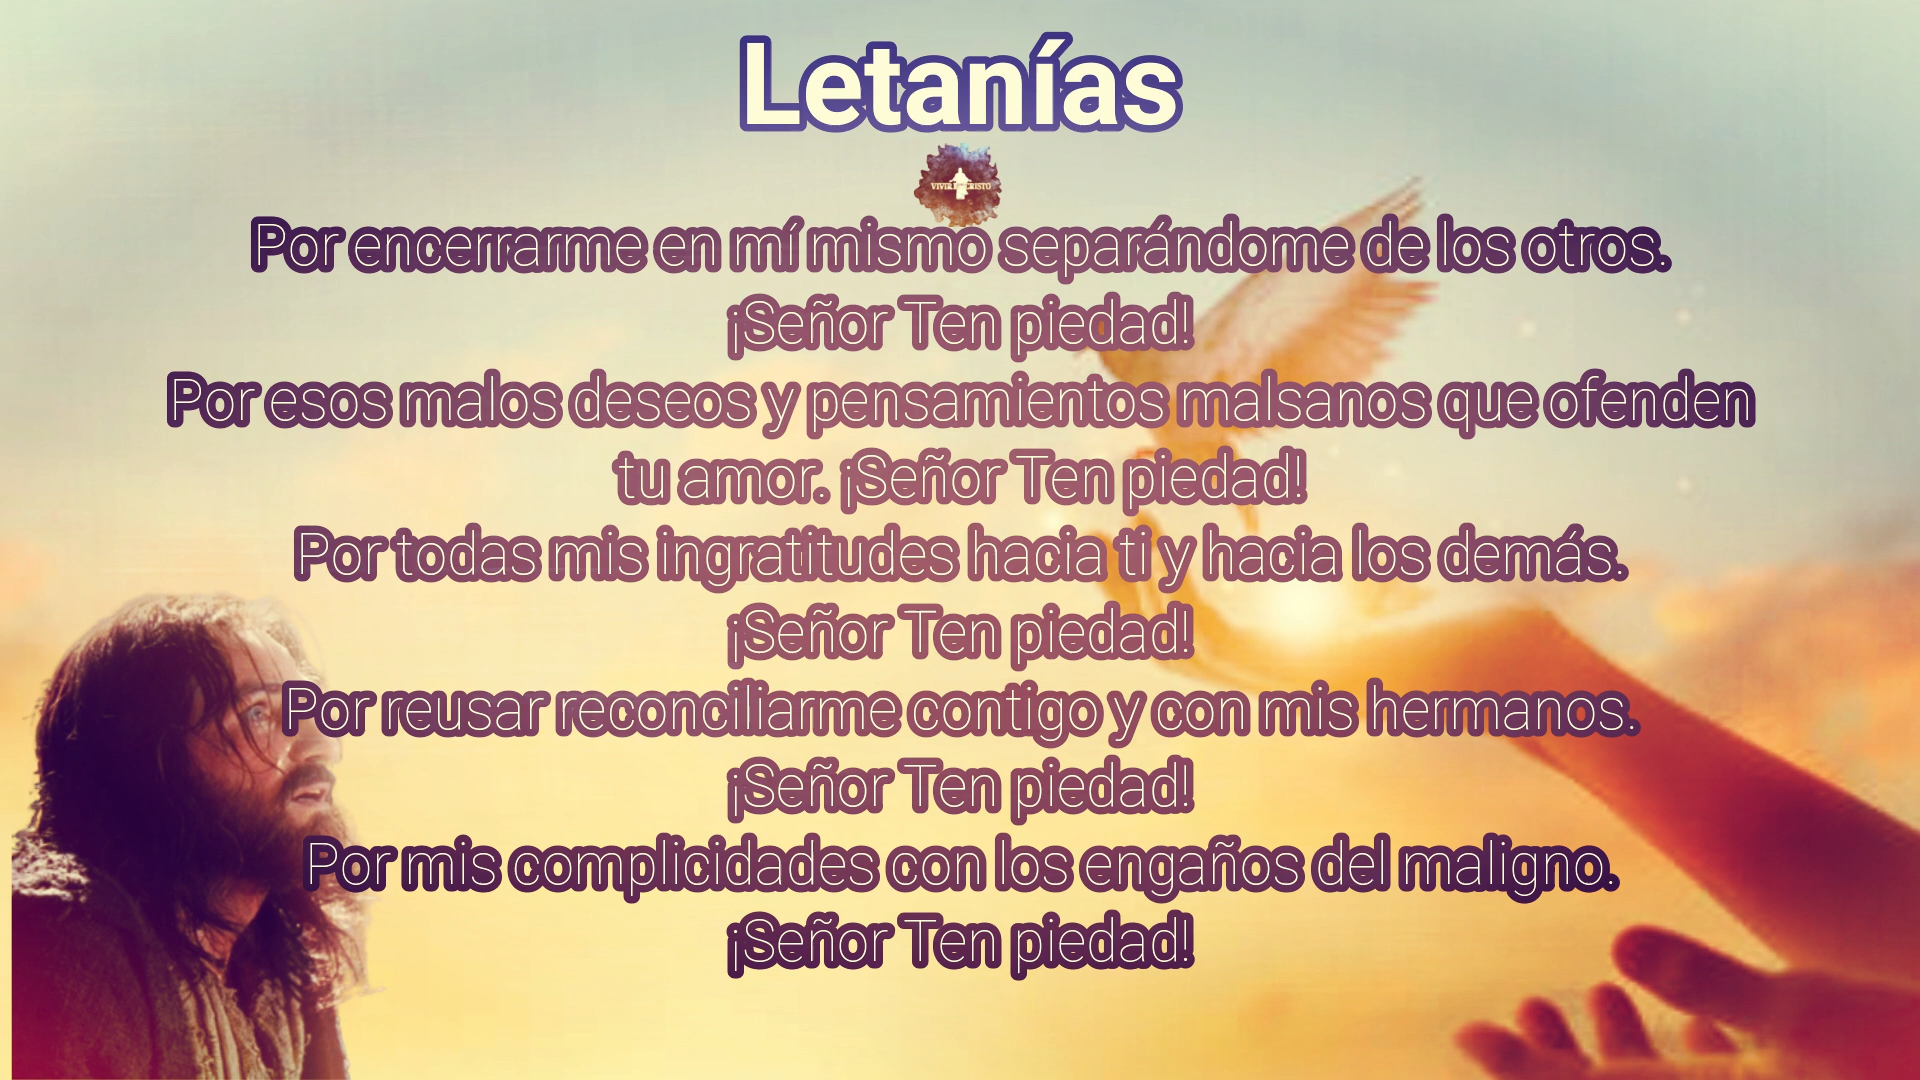 Letanías
VIVIR EN CRISTO
Por encerrarme en mí mismo separándome de los otros.
¡Señor Ten piedad!
Por esos malos deseos y pensamientos malsanos que ofenden
tu amor. ¡Señor Ten piedad!
Por todas mis ingratitudes hacia ti y hacia los demás.
¡Señor Ten piedad!
Por reusar reconciliarme contigo y con mis hermanos.
¡Señor Ten piedad!
Por mis complicidades con los engaños del maligno.
¡Señor Ten piedad!